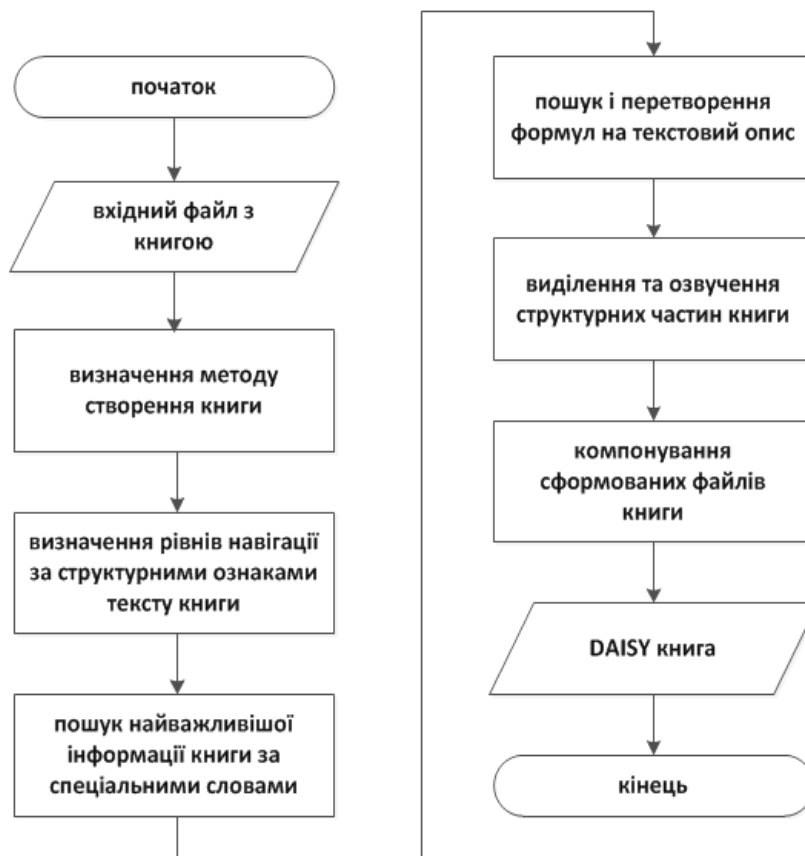 початок
вхідний файл з
книгою
визначення методу
створення книги
визначення рівнів навігації
за структурними ознаками
тексту книги
пошук найважливішої
інформації книги за
спеціальними словами
пошук і перетворення
формул на текстовий опис
виділення та озвучення
структурних частин книги
компонування
сформованих файлів
книги
DAISY книга
кінець